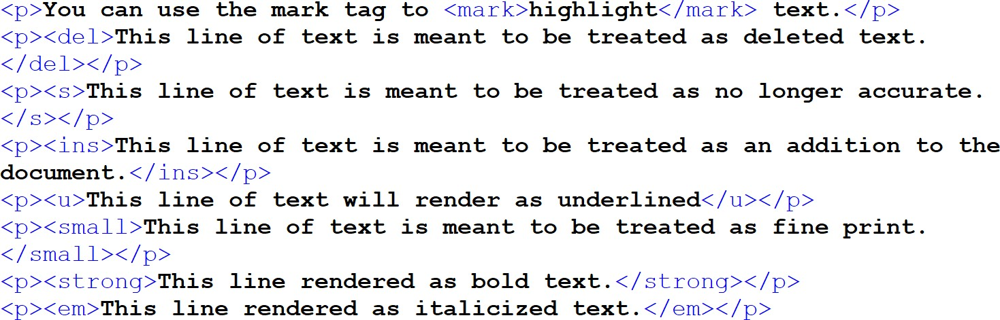 <p>You can use the mark tag to <mark>highlight</mark> text.</p>
<p><del>This line of text is meant to be treated as deleted text.
</del></p>
<p><s>This line of text is meant to be treated as no longer accurate.
</s></p>
<p><ins>This line of text is meant to be treated as an addition to the
document.</ins></p>
<p><u>This line of text will render as underlined</u></p>
<p><small>This line of text is meant to be treated as fine print.
</small></p>
<p><strong>This line rendered as bold text.</strong></p>
<p><em>This line rendered as italicized text.</em></p>